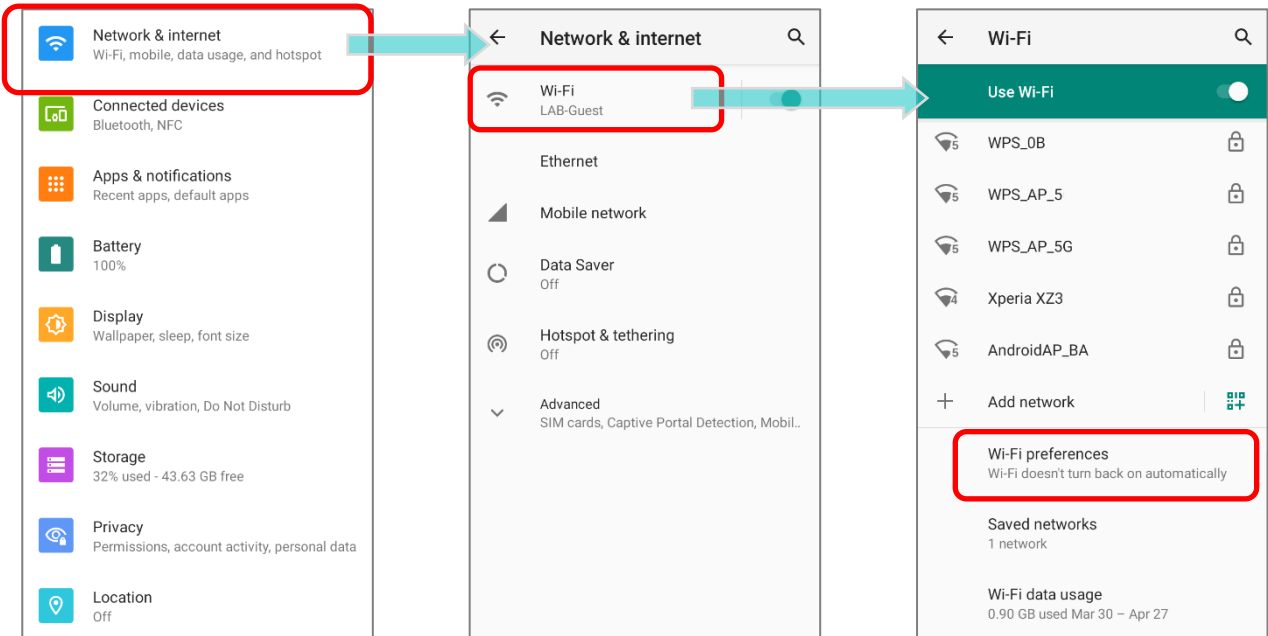 Network & internet
Wi-Fi, mobile, data usage, and hotspot
Connected devices
Bluetooth, NFC
Apps & notifications
Recent apps, default apps
Battery
100%
Display
Wallpaper, sleep, font size
Sound
Volume, vibration, Do Not Disturb
Storage
32% used - 43.63 GB free
Privacy
Permissions, account activity, personal data
Location
Off
Network & internet
Wi-Fi
LAB-Guest
Ethernet
Mobile network
Data Saver
Off
Hotspot & tethering
Off
Advanced
SIM cards, Captive Portal Detection, Mobil..
Wi-Fi
Use Wi-Fi
5 WPS_0B
5 WPS_AP_5
5 WPS_AP_5G
4 Xperia XZ3
5 AndroidAP_BA
Add network
Wi-Fi preferences
Wi-Fi doesn't turn back on automatically
Saved networks
1 network
Wi-Fi data usage
0.90 GB used Mar 30 – Apr 27